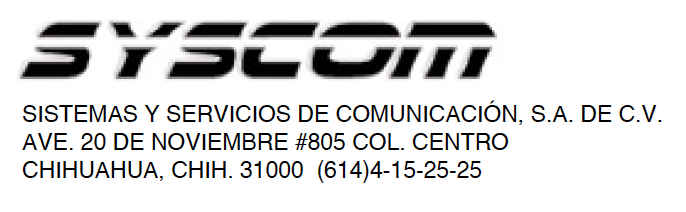 SYSCOM
SISTEMAS Y SERVICIOS DE COMUNICACIÓN, S.A. DE C.V.
AVE. 20 DE NOVIEMBRE #805 COL. CENTRO
CHIHUAHUA, CHIH. 31000 (614)4-15-25-25